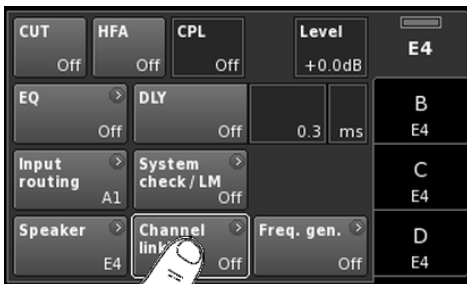 CUT HFA CPL Level
Off Off Off +0.0dB
E4
EQ DLY
Off Off 0.3 ms
B
E4
Input routing
A1
System check / LM
Off
C
E4
Speaker
E4
Channel
link
Off
Freq. gen.
Off
D
E4